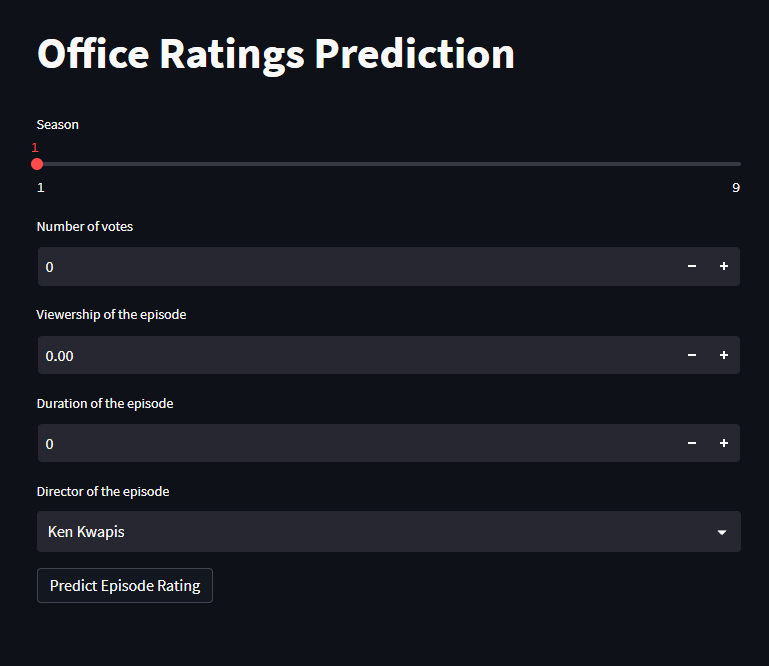 Office Ratings Prediction
Season
1
1 9
Number of votes
0 − +
Viewership of the episode
0.00 − +
Duration of the episode
0 − +
Director of the episode
Ken Kwapis
Predict Episode Rating